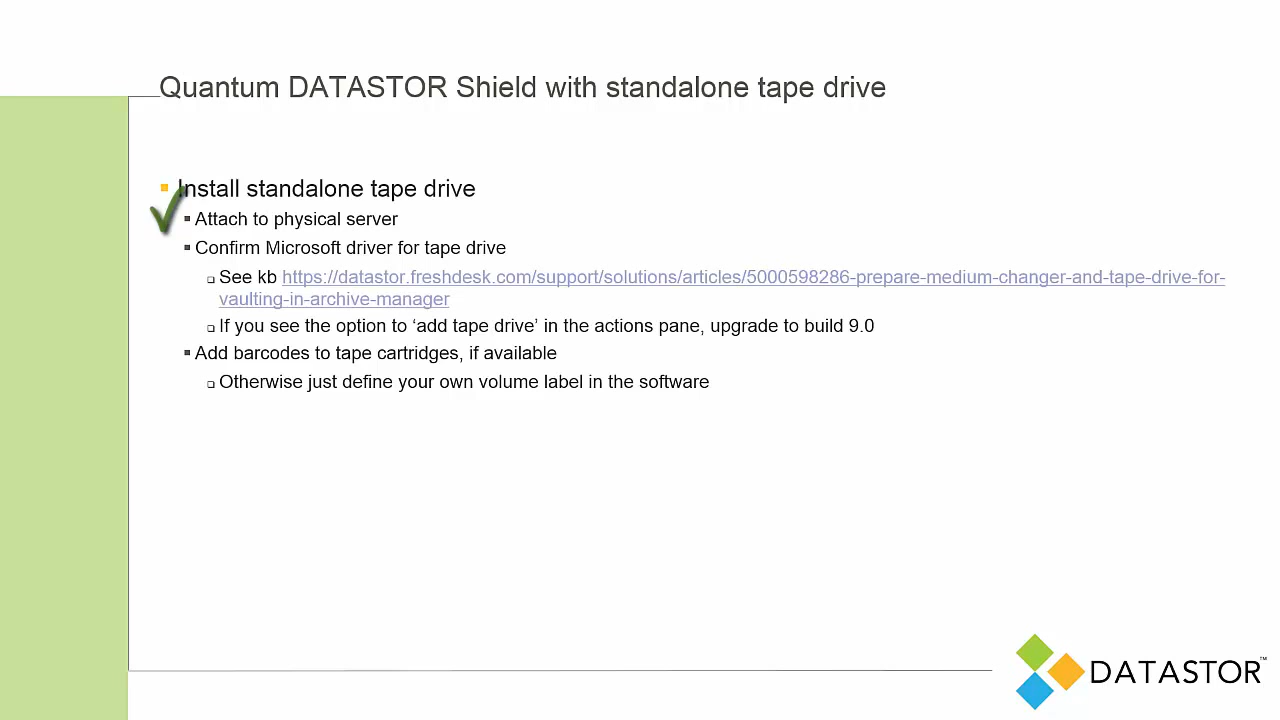 Quantum DATASTOR Shield with standalone tape drive
Install standalone tape drive
Attach to physical server
Confirm Microsoft driver for tape drive
See kb https://datastor.freshdesk.com/support/solutions/articles/5000598286-prepare-medium-changer-and-tape-drive-for-
vaulting-in-archive-manager
If you see the option to ‘add tape drive’ in the actions pane, upgrade to build 9.0
Add barcodes to tape cartridges, if available
Otherwise just define your own volume label in the software
DATASTOR™